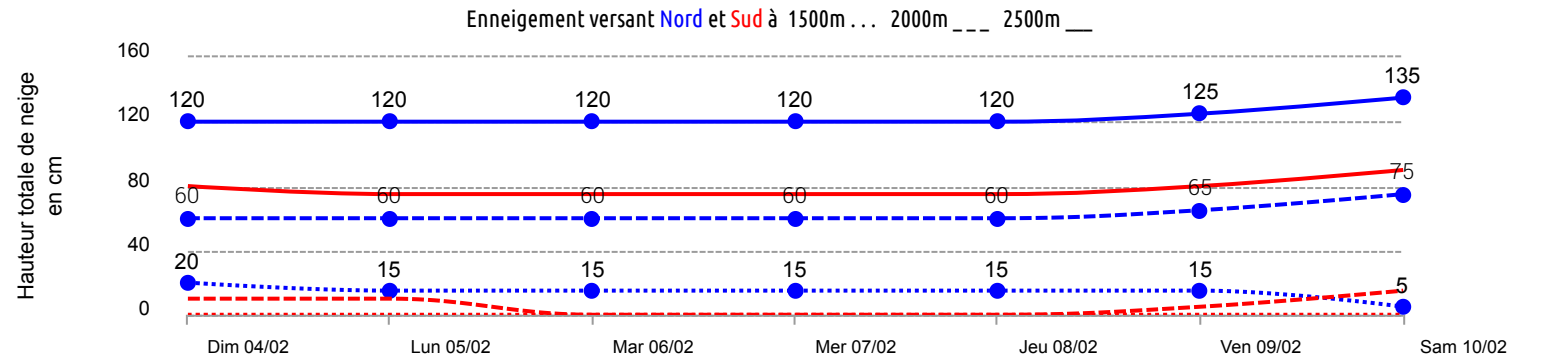 Enneigement versant Nord et Sud à 1500m . . . 2000m _ _ _ 2500m __
Hauteur totale de neige
en cm
160
120
80
40
0
120 120 120 120 120 125 135
60 60 60 60 60 65 75
20 15 15 15 15 15 5
Dim 04/02 Lun 05/02 Mar 06/02 Mer 07/02 Jeu 08/02 Ven 09/02 Sam 10/02